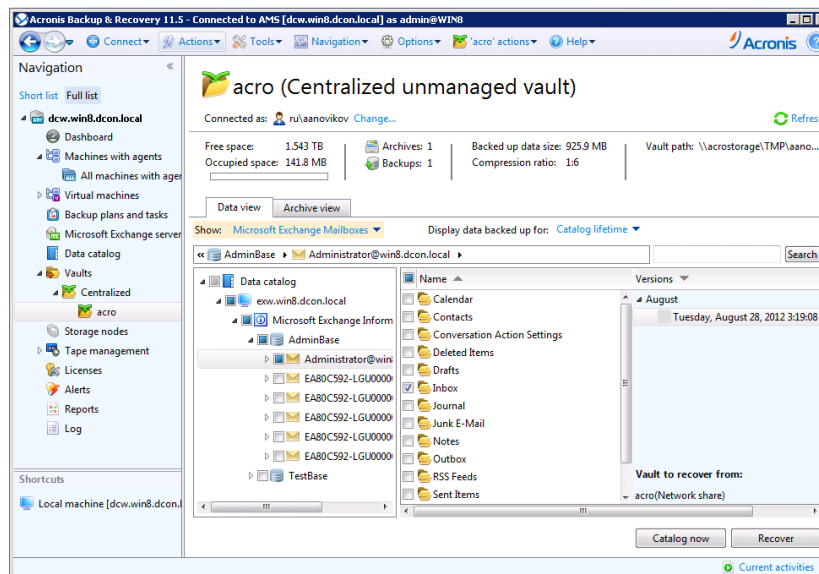 Acronis Backup & Recovery 11.5 - Connected to AMS [dcw.win8.dcon.local] as admin@WIN8
Connect Actions Tools Navigation Options 'acro' actions Help Acronis
Navigation
Short list Full list
dcw.win8.dcon.local
Dashboard
Machines with agents
All machines with ager
Virtual machines
Backup plans and tasks
Microsoft Exchange server
Data catalog
Vaults
Centralized
acro
Storage nodes
Tape management
Licenses
Alerts
Reports
Log
Shortcuts
Local machine [dcw.win8.dcon.l
acro (Centralized unmanaged vault)
Connected as: ru\aanovikov Change... Refres
Free space: 1.543 TB Archives: 1 Backed up data size: 925.9 MB Vault path: \\acrostorage\TMP\aano...
Occupied space: 141.8 MB Backups: 1 Compression ratio: 1:6
Data view Archive view
Show: Microsoft Exchange Mailboxes Display data backed up for: Catalog lifetime
AdminBase Administrator@win8.dcon.local Search
Data catalog
exw.win8.dcon.local
Microsoft Exchange Inform
AdminBase
Administrator@win
EA80C592-LGU0000
EA80C592-LGU0000
EA80C592-LGU0000
EA80C592-LGU0000
EA80C592-LGU0000
TestBase
Name
Calendar
Contacts
Conversation Action Settings
Deleted Items
Drafts
Inbox
Journal
Junk E-Mail
Notes
Outbox
RSS Feeds
Sent Items
Versions
August
Tuesday, August 28, 2012 3:19:08
Vault to recover from:
acro(Network share)
Catalog now Recover
Current activities